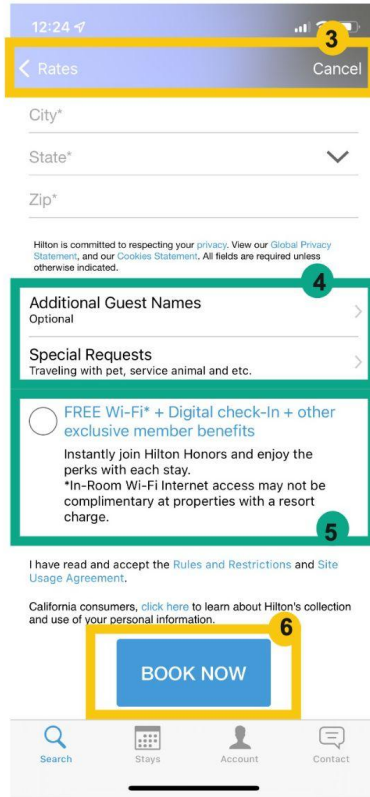 12:24
3
Rates
Cancel
City*
State*
Zip*
Hilton is committed to respecting your privacy. View our Global Privacy
Statement, and our Cookies Statement. All fields are required unless
otherwise indicated.
4
Additional Guest Names
Optional
Special Requests
Traveling with pet, service animal and etc.
FREE Wi-Fi* + Digital check-In + other
exclusive member benefits
Instantly join Hilton Honors and enjoy the
perks with each stay.
*In-Room Wi-Fi Internet access may not be
complimentary at properties with a resort
charge.
5
I have read and accept the Rules and Restrictions and Site
Usage Agreement.
California consumers, click here to learn about Hilton's collection
and use of your personal information.
6
BOOK NOW
Search
Stays
Account
Contact